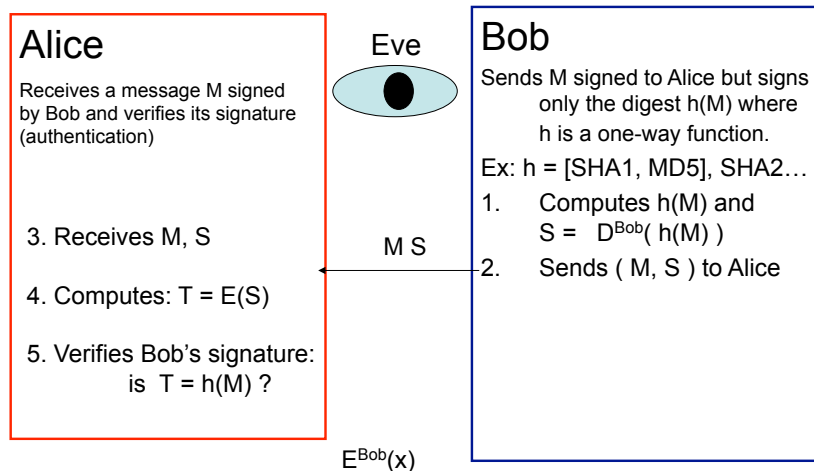 Alice
Receives a message M signed
by Bob and verifies its signature
(authentication)
3. Receives M, S
4. Computes: T = E(S)
5. Verifies Bob's signature:
is T = h(M) ?
Eve
M S
E^Bob(x)
Bob
Sends M signed to Alice but signs
only the digest h(M) where
h is a one-way function.
Ex: h = [SHA1, MD5], SHA2…
1. Computes h(M) and
S = D^Bob( h(M) )
2. Sends ( M, S ) to Alice